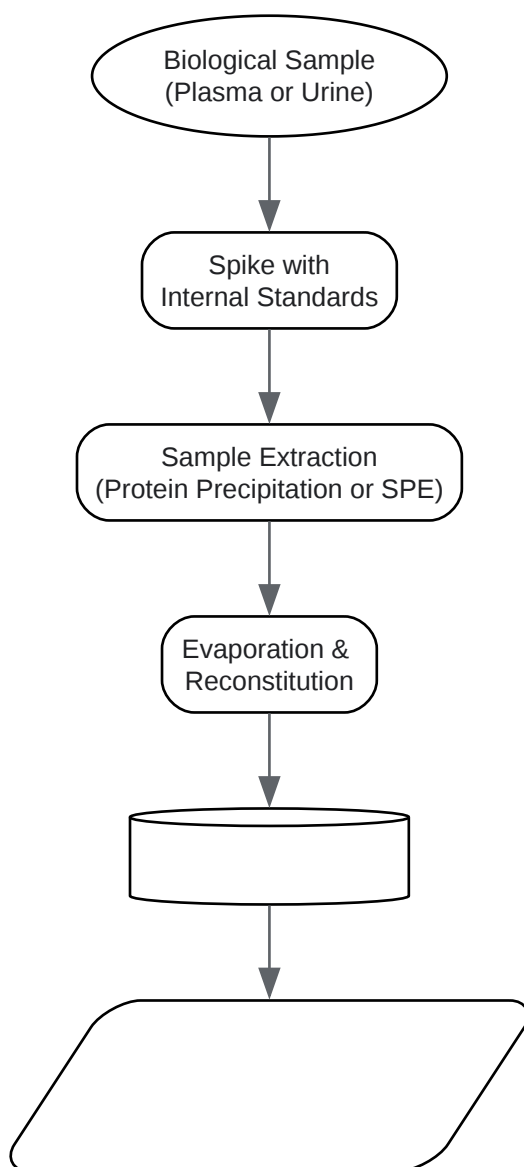 Biological Sample
(Plasma or Urine)
Spike with
Internal Standards
Sample Extraction
(Protein Precipitation or SPE)
Evaporation &
Reconstitution